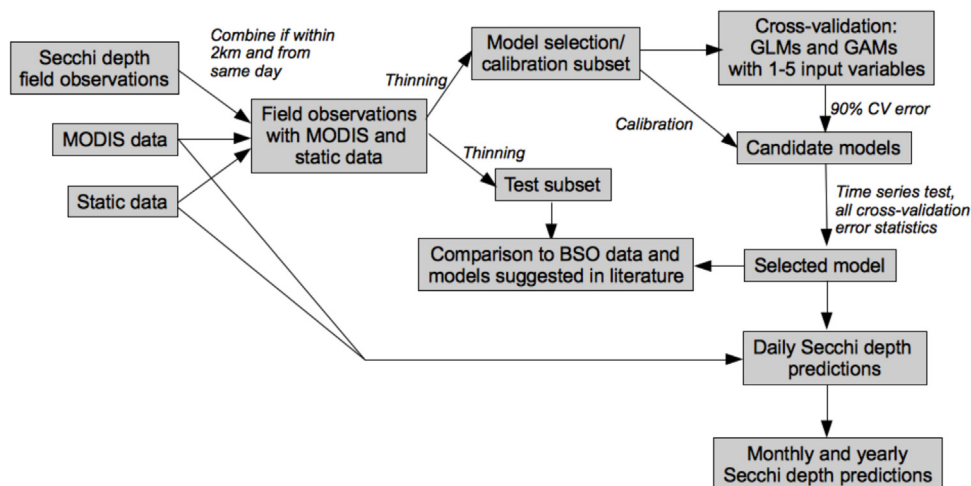 Secchi depth
field observations
Combine if within
2km and from
same day
MODIS data
Static data
Field observations
with MODIS and
static data
Thinning
Thinning
Model selection/
calibration subset
Test subset
Cross-validation:
GLMs and GAMs
with 1-5 input variables
90% CV error
Calibration
Candidate models
Time series test,
all cross-validation
error statistics
Comparison to BSO data and
models suggested in literature
Selected model
Daily Secchi depth
predictions
Monthly and yearly
Secchi depth predictions